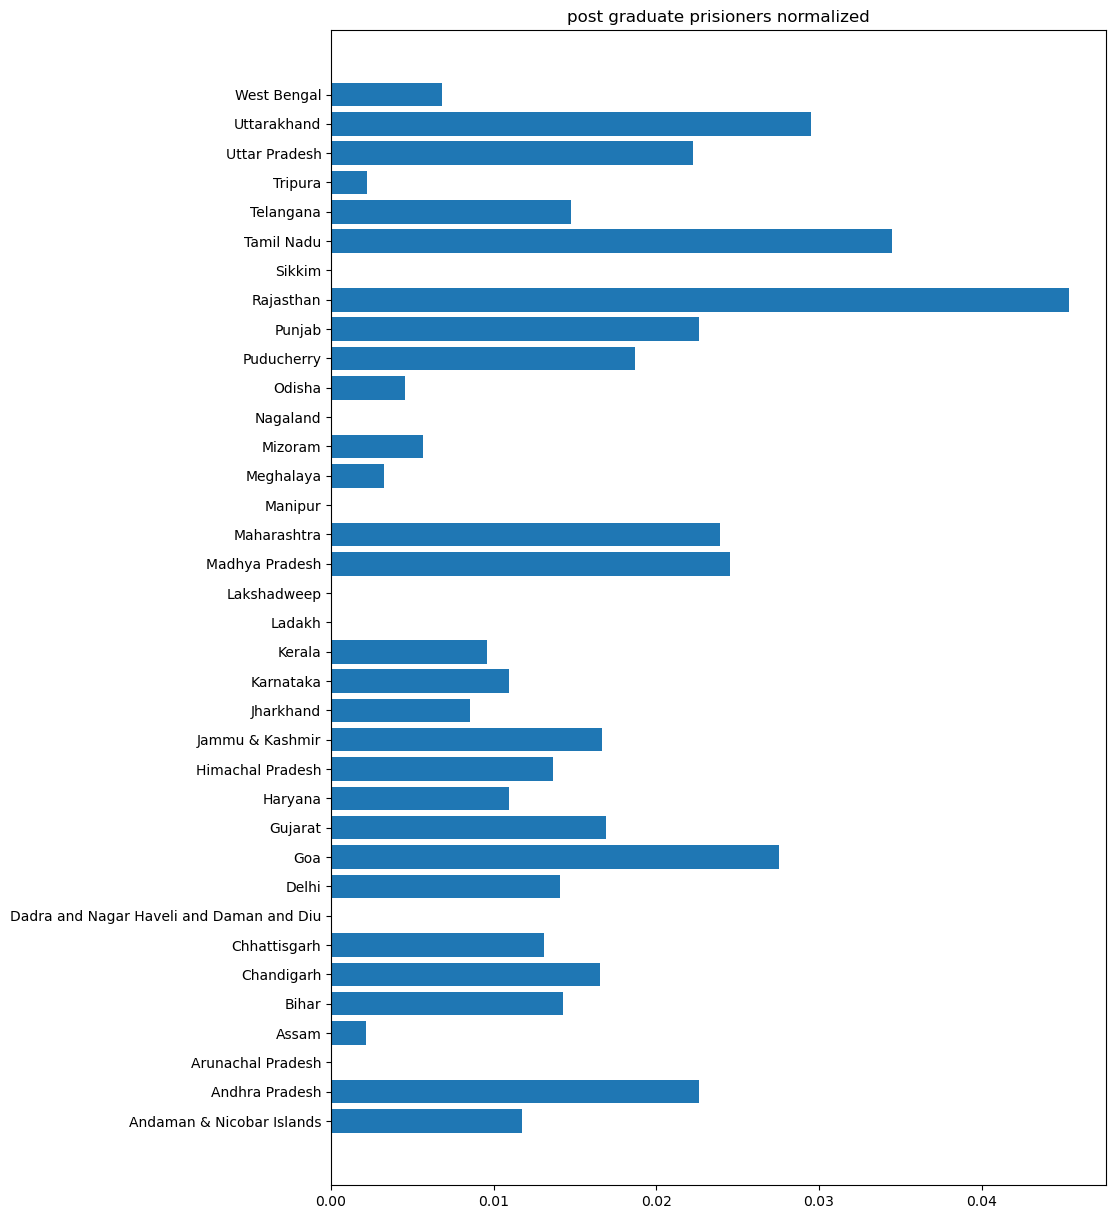 post graduate prisioners normalized
West Bengal
Uttarakhand
Uttar Pradesh
Tripura
Telangana
Tamil Nadu
Sikkim
Rajasthan
Punjab
Puducherry
Odisha
Nagaland
Mizoram
Meghalaya
Manipur
Maharashtra
Madhya Pradesh
Lakshadweep
Ladakh
Kerala
Karnataka
Jharkhand
Jammu & Kashmir
Himachal Pradesh
Haryana
Gujarat
Goa
Delhi
Dadra and Nagar Haveli and Daman and Diu
Chhattisgarh
Chandigarh
Bihar
Assam
Arunachal Pradesh
Andhra Pradesh
Andaman & Nicobar Islands
0.00 0.01 0.02 0.03 0.04